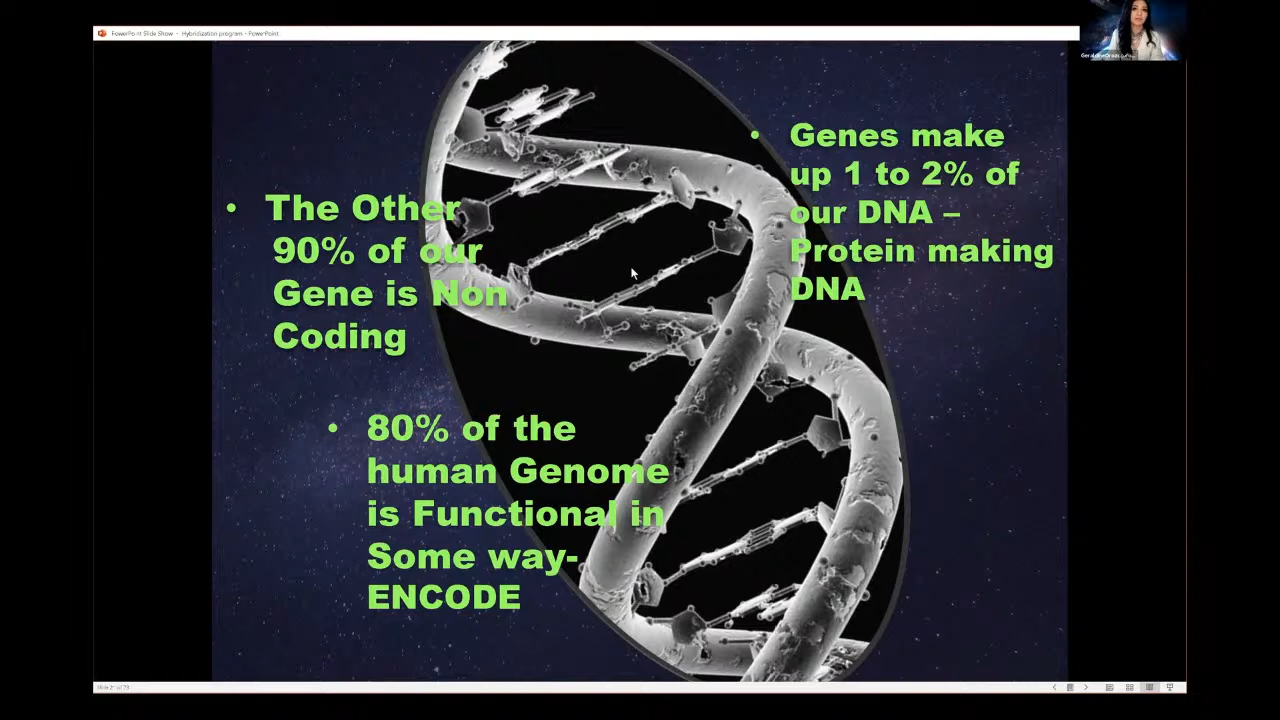 PowerPoint Slide Show - Hybridization program - PowerPoint
• The Other
90% of our
Gene is Non
Coding
• Genes make
up 1 to 2% of
our DNA –
Protein making
DNA
• 80% of the
human Genome
is Functional in
Some way-
ENCODE